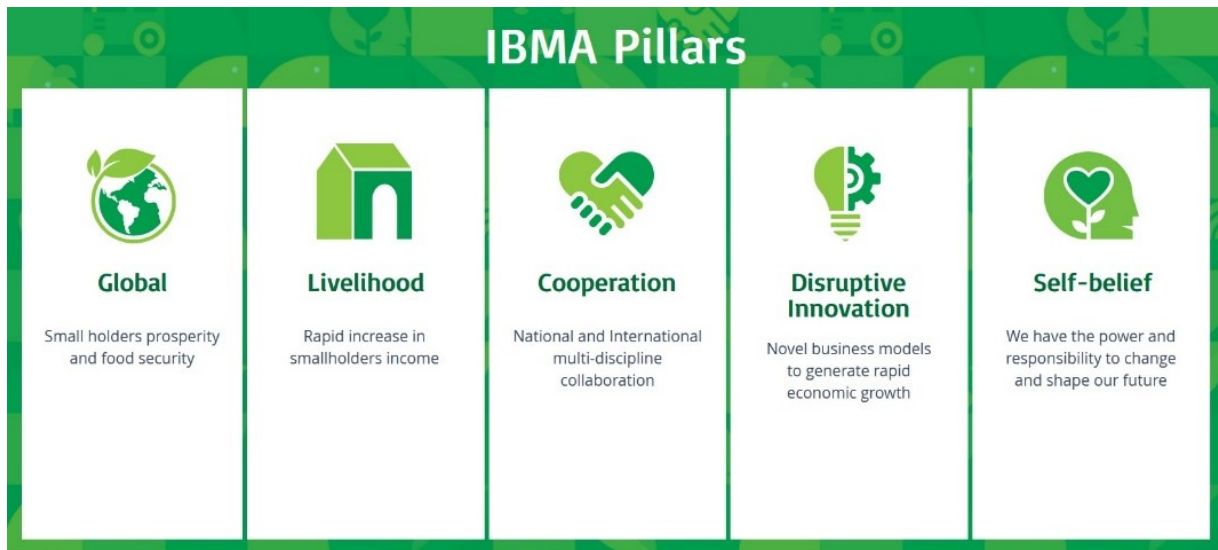 IBMA Pillars
Global
Small holders prosperity
and food security
Livelihood
Rapid increase in
smallholders income
Cooperation
National and International
multi-discipline
collaboration
Disruptive
Innovation
Novel business models
to generate rapid
economic growth
Self-belief
We have the power and
responsibility to change
and shape our future